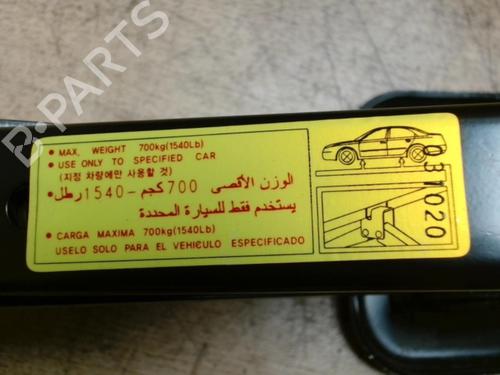 B-PARTS
• MAX. WEIGHT 700kg(1540Lb)
• USE ONLY TO SPECIFIED CAR
(지정 차량에만 사용할 것)
الوزن الأقصى 700 كجم -1540 رطل•
يستخدم فقط للسيارة المحددة
• CARGA MAXIMA 700kg(1540Lb)
USELO SOLO PARA EL VEHICULO ESPECIFICADO
031020